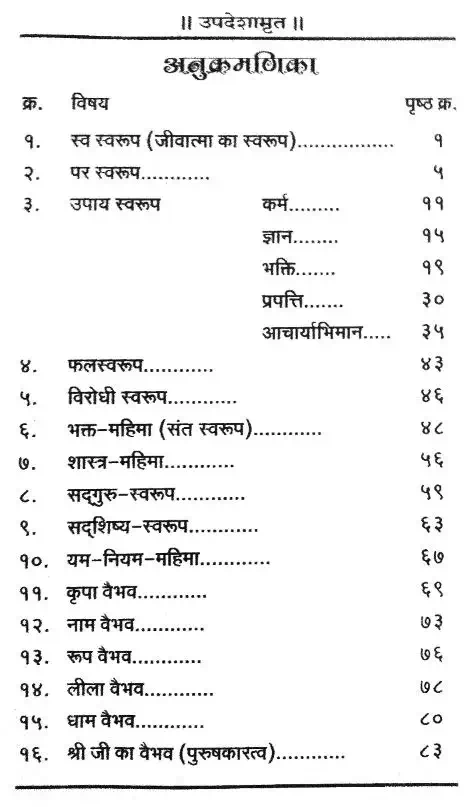 ॥ उपदेशामृत ॥
अनुक्रमणिका
क्र. विषय पृष्ठ क्र.
१. स्व स्वरूप (जीवात्मा का स्वरूप).................. १
२. पर स्वरूप............ ५
३. उपाय स्वरूप कर्म......... ११
ज्ञान........ १५
भक्ति....... १९
प्रपत्ति....... ३०
आचार्याभिमान..... ३५
४. फलस्वरूप............ ४३
५. विरोधी स्वरूप............ ४६
६. भक्त-महिमा (संत स्वरूप)............ ४८
७. शास्त्र-महिमा............ ५६
८. सद्गुरु-स्वरूप............ ५९
९. सद्शिष्य-स्वरूप............ ६३
१०. यम-नियम-महिमा............ ६७
११. कृपा वैभव............ ६९
१२. नाम वैभव............ ७३
१३. रूप वैभव............ ७६
१४. लीला वैभव............ ७८
१५. धाम वैभव............ ८०
१६. श्री जी का वैभव (पुरुषकारत्व)............ ८३